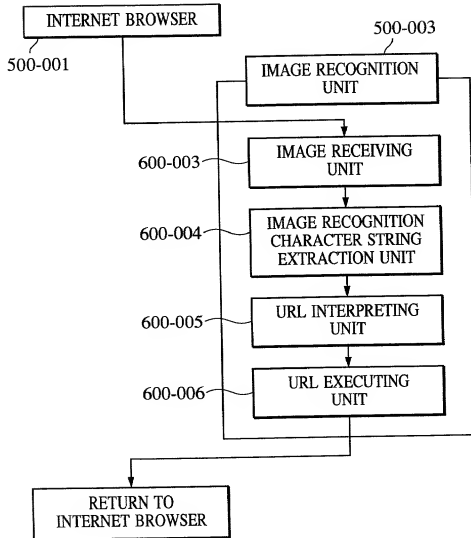 INTERNET BROWSER
500-001
500-003
IMAGE RECOGNITION
UNIT
600-003
IMAGE RECEIVING
UNIT
600-004
IMAGE RECOGNITION
CHARACTER STRING
EXTRACTION UNIT
600-005
URL INTERPRETING
UNIT
600-006
URL EXECUTING
UNIT
RETURN TO
INTERNET BROWSER